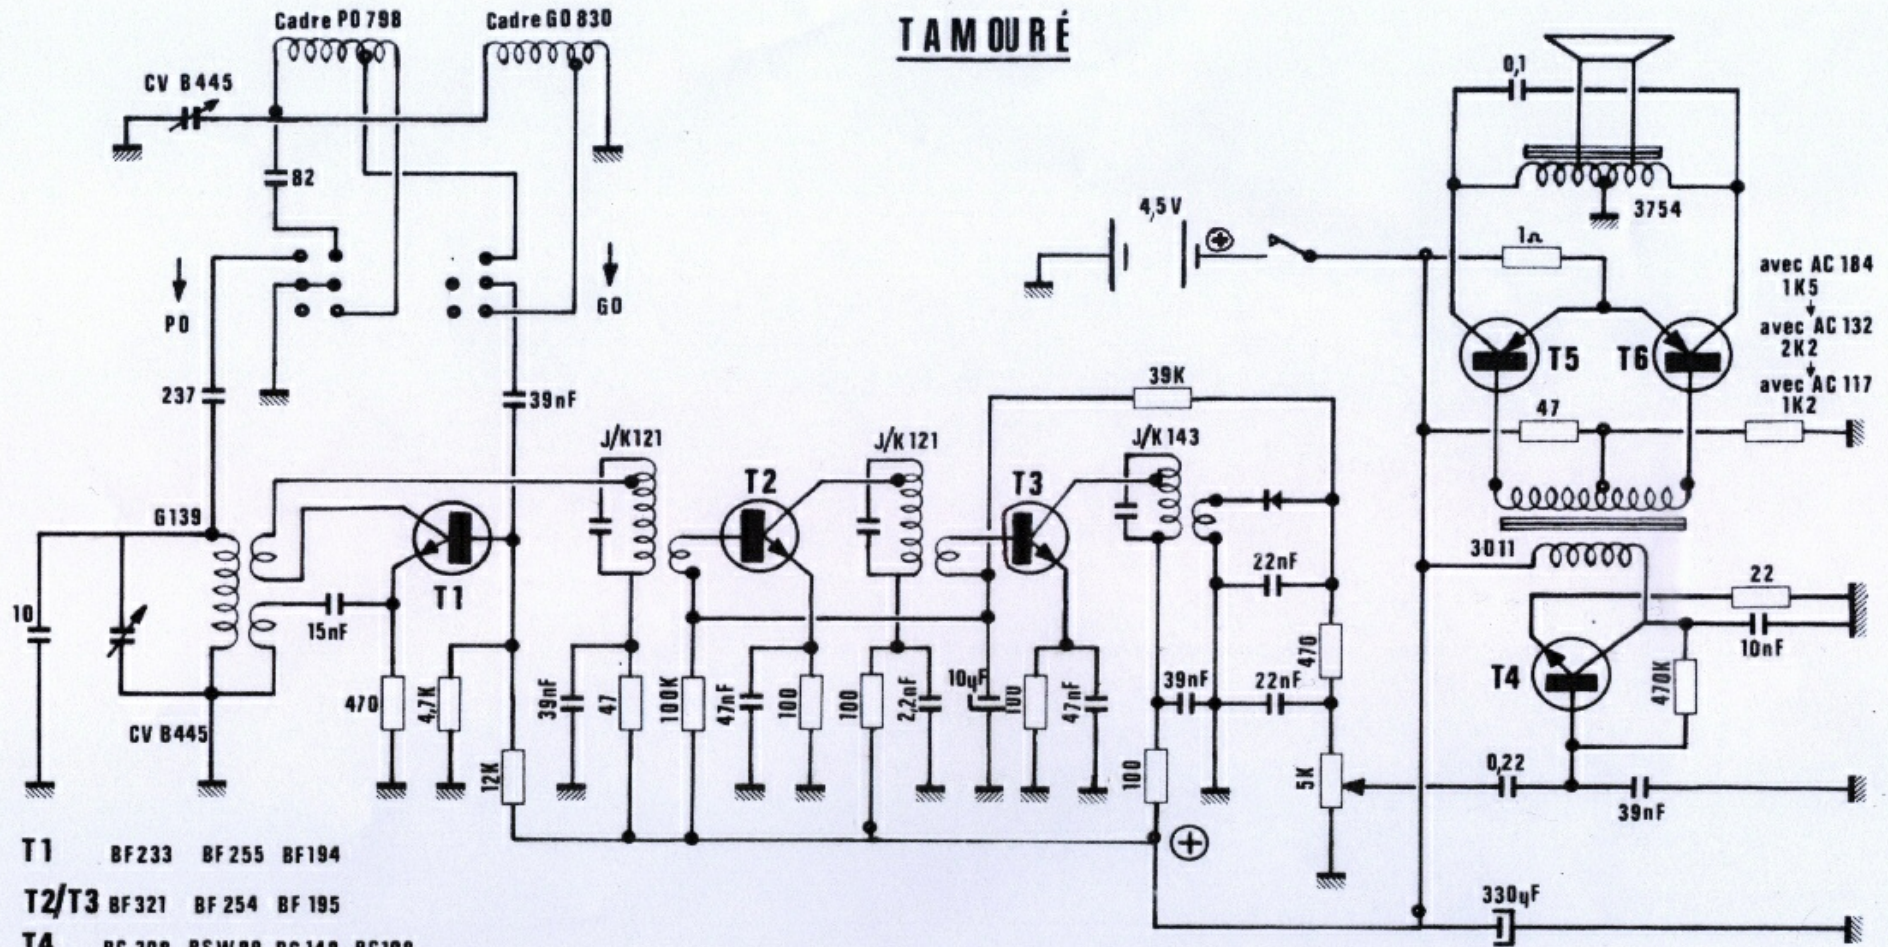 TAMOURÉ
Cadre PO 798
Cadre GO 830
CV B445
82
PO
GO
237
39nF
G139
10
15nF
T1
470
4,7K
12K
CV B445
J/K121
39nF
47
100K
T2
47nF
100
J/K121
100
2,2nF
10µF
T3
100
47nF
39K
J/K143
22nF
39nF
22nF
470
100
5K
+
4,5V
+
0,1
3754
1Ω
T5
T6
avec AC 184
1K5
avec AC 132
2K2
avec AC 117
1K2
47
3011
22
10nF
T4
470K
0,22
39nF
330µF
T1 BF233 BF255 BF194
T2/T3 BF321 BF254 BF195
T4